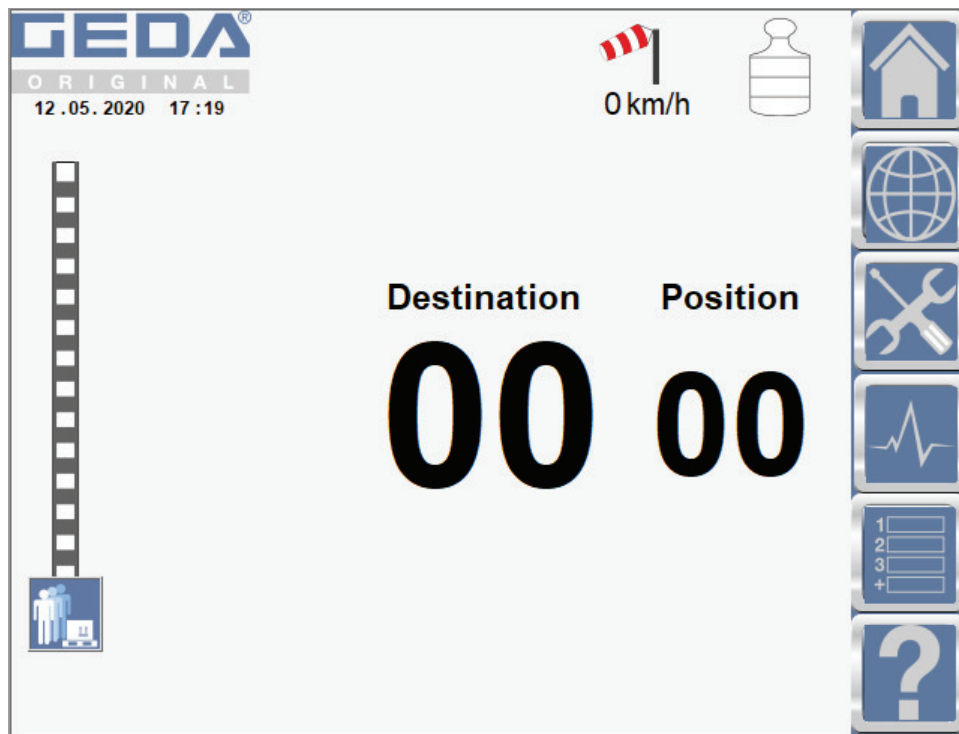 GEDA®
ORIGINAL
12.05.2020 17:19
0 km/h
Destination Position
00 00
1
2
3
+
?